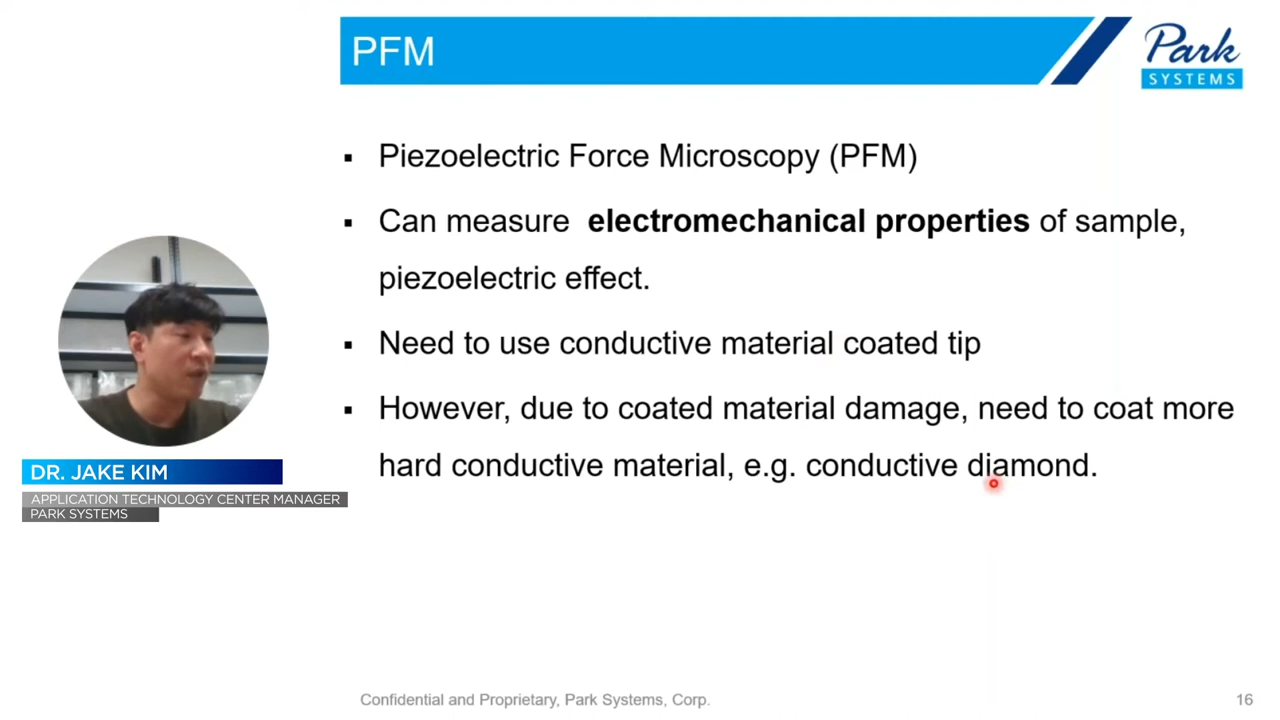 PFM
Park
SYSTEMS
▪ Piezoelectric Force Microscopy (PFM)
▪ Can measure electromechanical properties of sample,
piezoelectric effect.
▪ Need to use conductive material coated tip
▪ However, due to coated material damage, need to coat more
hard conductive material, e.g. conductive diamond.
DR. JAKE KIM
APPLICATION TECHNOLOGY CENTER MANAGER
PARK SYSTEMS
Confidential and Proprietary, Park Systems, Corp.
16